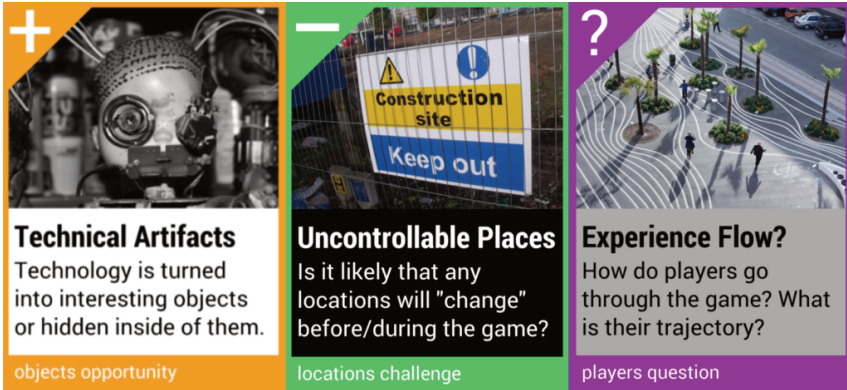 +
Technical Artifacts
Technology is turned
into interesting objects
or hidden inside of them.
objects opportunity
–
Construction
site
Keep out
Uncontrollable Places
Is it likely that any
locations will "change"
before/during the game?
locations challenge
?
Experience Flow?
How do players go
through the game? What
is their trajectory?
players question